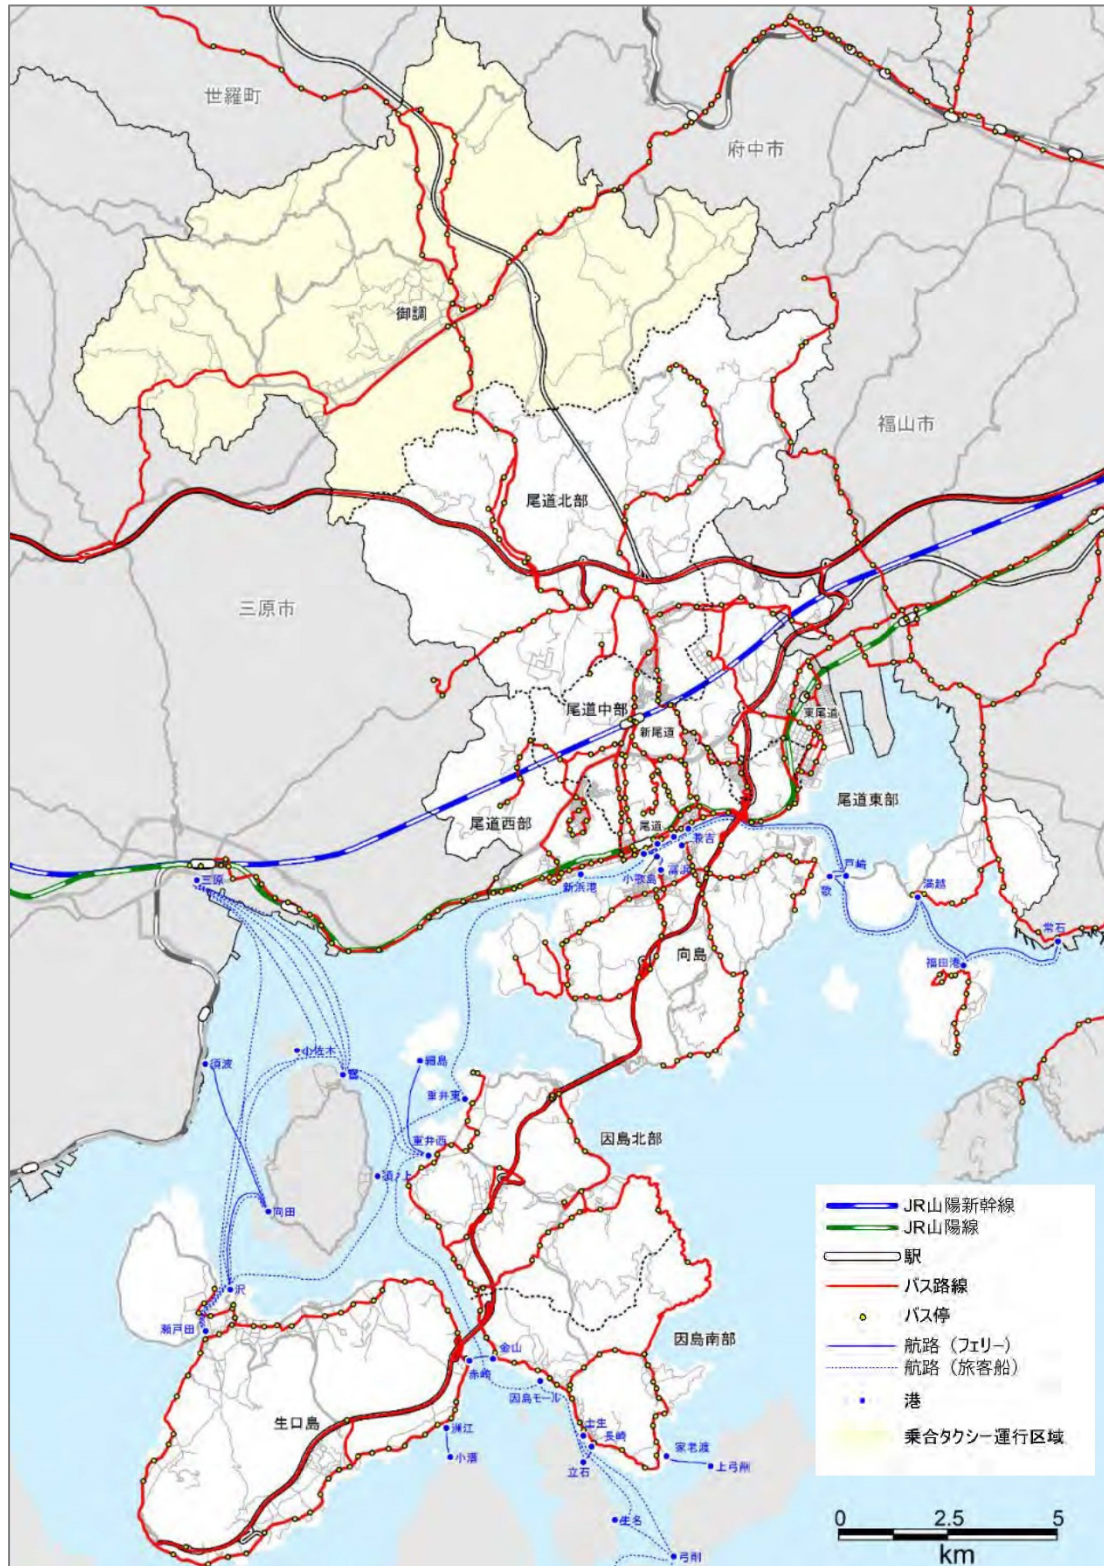 世羅町
府中市
御調
福山市
尾道北部
三原市
尾道中部
新尾道
東尾道
尾道東部
尾道西部
尾道
兼吉
富浜
小歌島
新浜港
三原
歌
戸崎
満越
常石
福田港
向島
須波
小佐木
鷺
細島
重井東
重井西
因島北部
須ノ上
向田
沢
瀬戸田
因島南部
金山
赤崎
因島モール
生口島
洲江
小漕
土生
長崎
立石
家老渡
上弓削
生名
弓削
JR山陽新幹線
JR山陽線
駅
バス路線
バス停
航路（フェリー）
航路（旅客船）
港
乗合タクシー運行区域
0 2.5 5
km